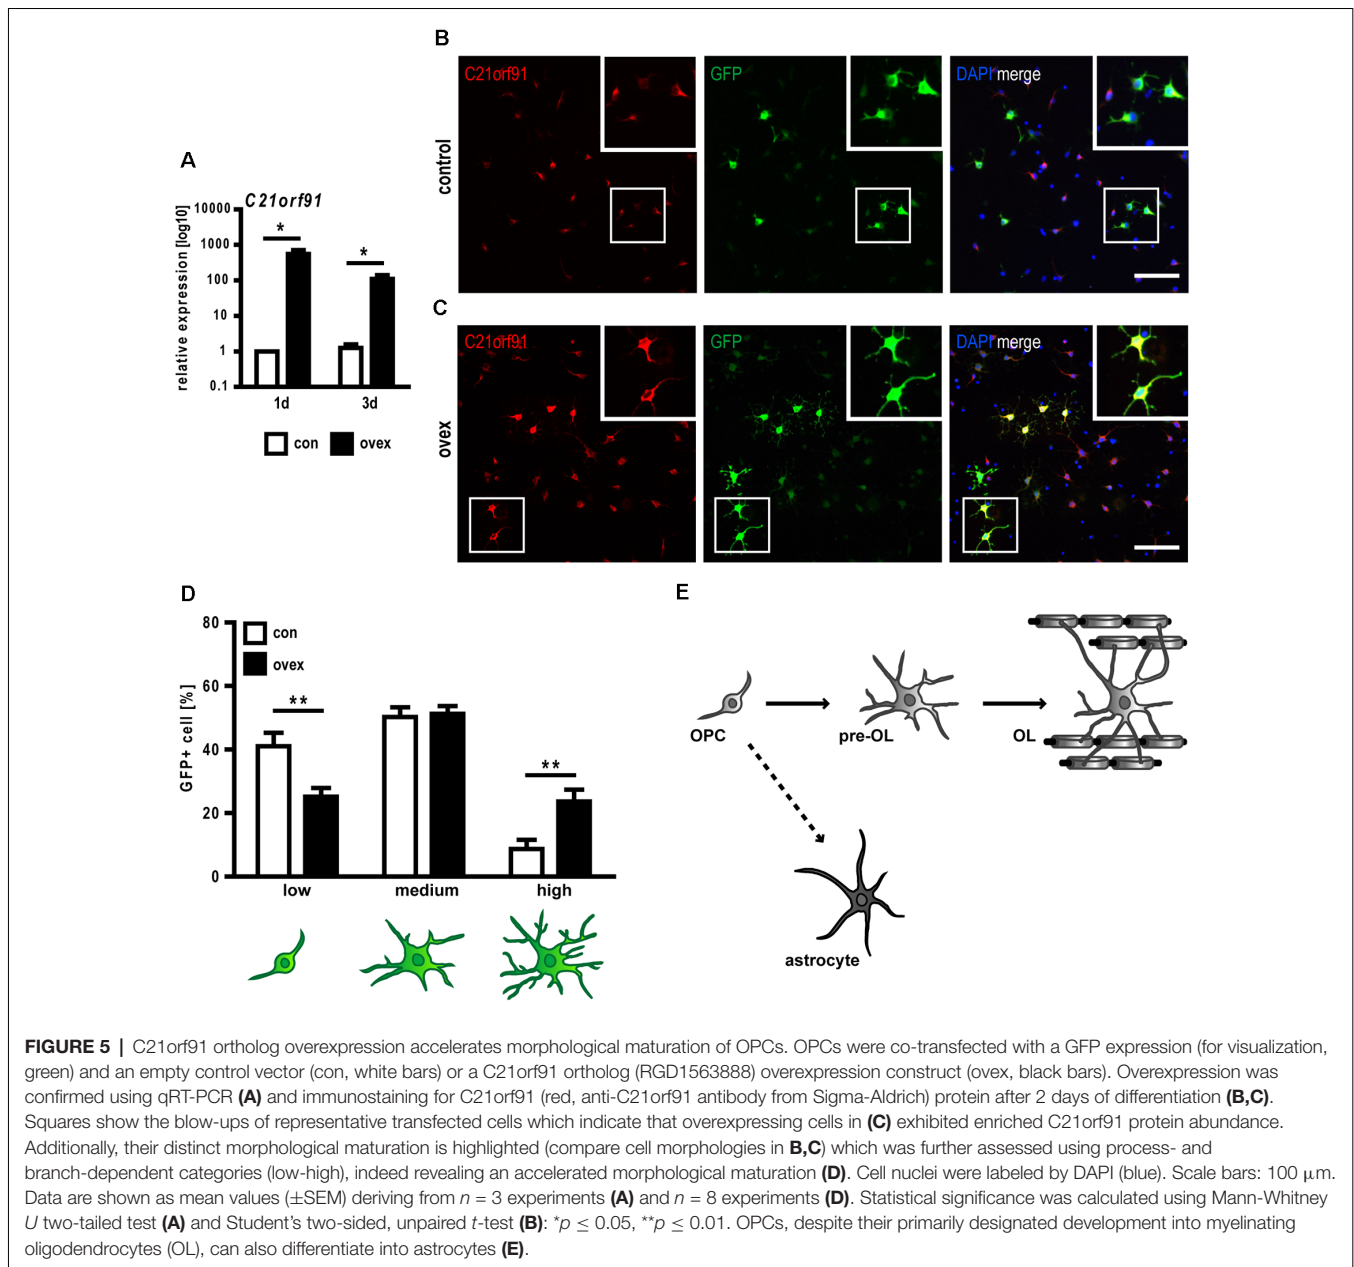 B
C21orf91
GFP
DAPI merge
control
A
C21orf91
relative expression [log10]
10000
1000
100
10
1
0.1
*
*
1d
3d
con
ovex
C
C21orf91
GFP
DAPI merge
ovex
D
GFP+ cell [%]
80
60
40
20
0
con
ovex
**
**
low
medium
high
E
OPC
pre-OL
OL
astrocyte
FIGURE 5 | C21orf91 ortholog overexpression accelerates morphological maturation of OPCs. OPCs were co-transfected with a GFP expression (for visualization,
green) and an empty control vector (con, white bars) or a C21orf91 ortholog (RGD1563888) overexpression construct (ovex, black bars). Overexpression was
confirmed using qRT-PCR (A) and immunostaining for C21orf91 (red, anti-C21orf91 antibody from Sigma-Aldrich) protein after 2 days of differentiation (B,C).
Squares show the blow-ups of representative transfected cells which indicate that overexpressing cells in (C) exhibited enriched C21orf91 protein abundance.
Additionally, their distinct morphological maturation is highlighted (compare cell morphologies in B,C) which was further assessed using process- and
branch-dependent categories (low-high), indeed revealing an accelerated morphological maturation (D). Cell nuclei were labeled by DAPI (blue). Scale bars: 100 μm.
Data are shown as mean values (±SEM) deriving from n = 3 experiments (A) and n = 8 experiments (D). Statistical significance was calculated using Mann-Whitney
U two-tailed test (A) and Student's two-sided, unpaired t-test (B): *p ≤ 0.05, **p ≤ 0.01. OPCs, despite their primarily designated development into myelinating
oligodendrocytes (OL), can also differentiate into astrocytes (E).